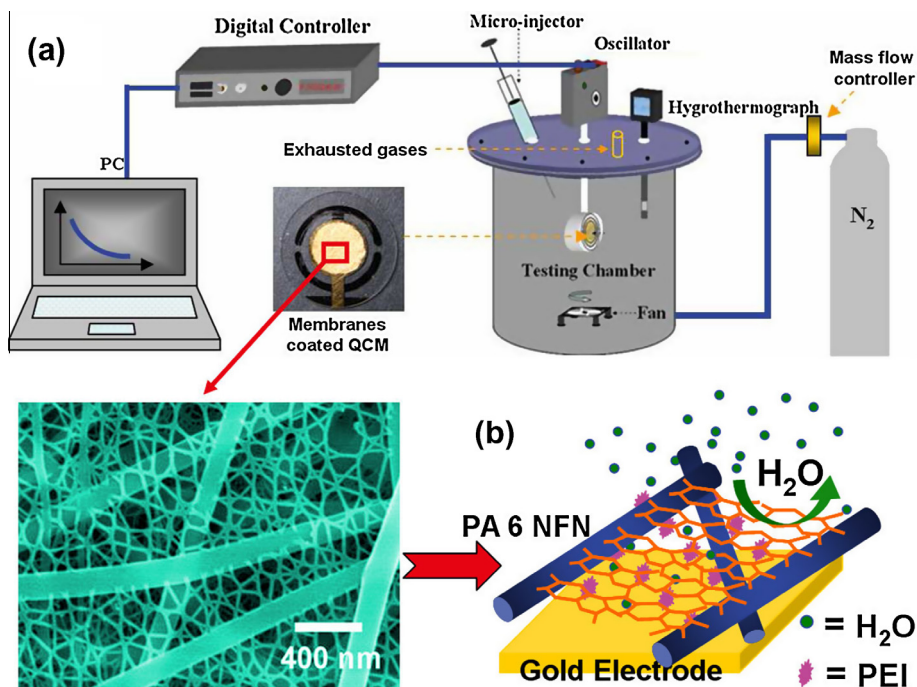 (a)
Digital Controller
Micro-injector
Oscillator
Mass flow
controller
Hygrothermograph
Exhausted gases
PC
N2
Testing Chamber
Fan
Membranes
coated QCM
(b)
H2O
PA 6 NFN
400 nm
= H2O
Gold Electrode
= PEI